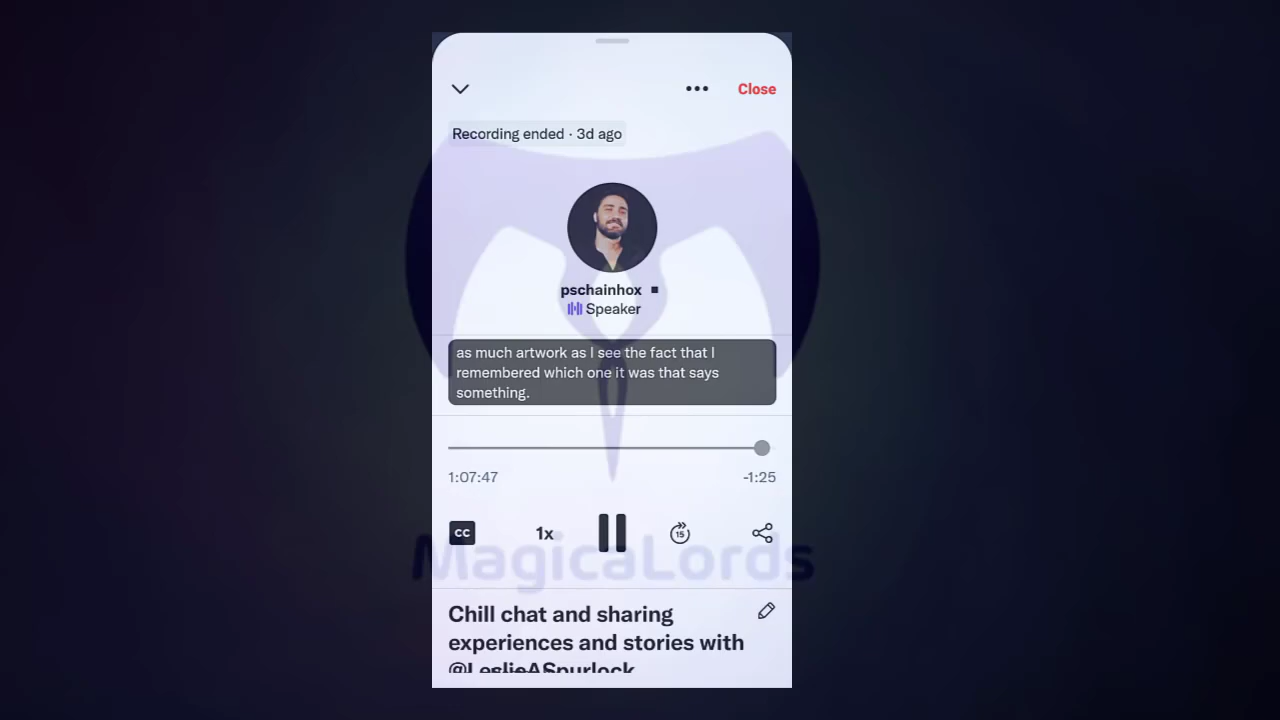 Close
Recording ended · 3d ago
pschainhox
Speaker
as much artwork as I see the fact that I
remembered which one it was that says
something.
1:07:47
-1:25
CC
1x
15
MagicaLords
Chill chat and sharing
experiences and stories with
@LeslieASpurlock